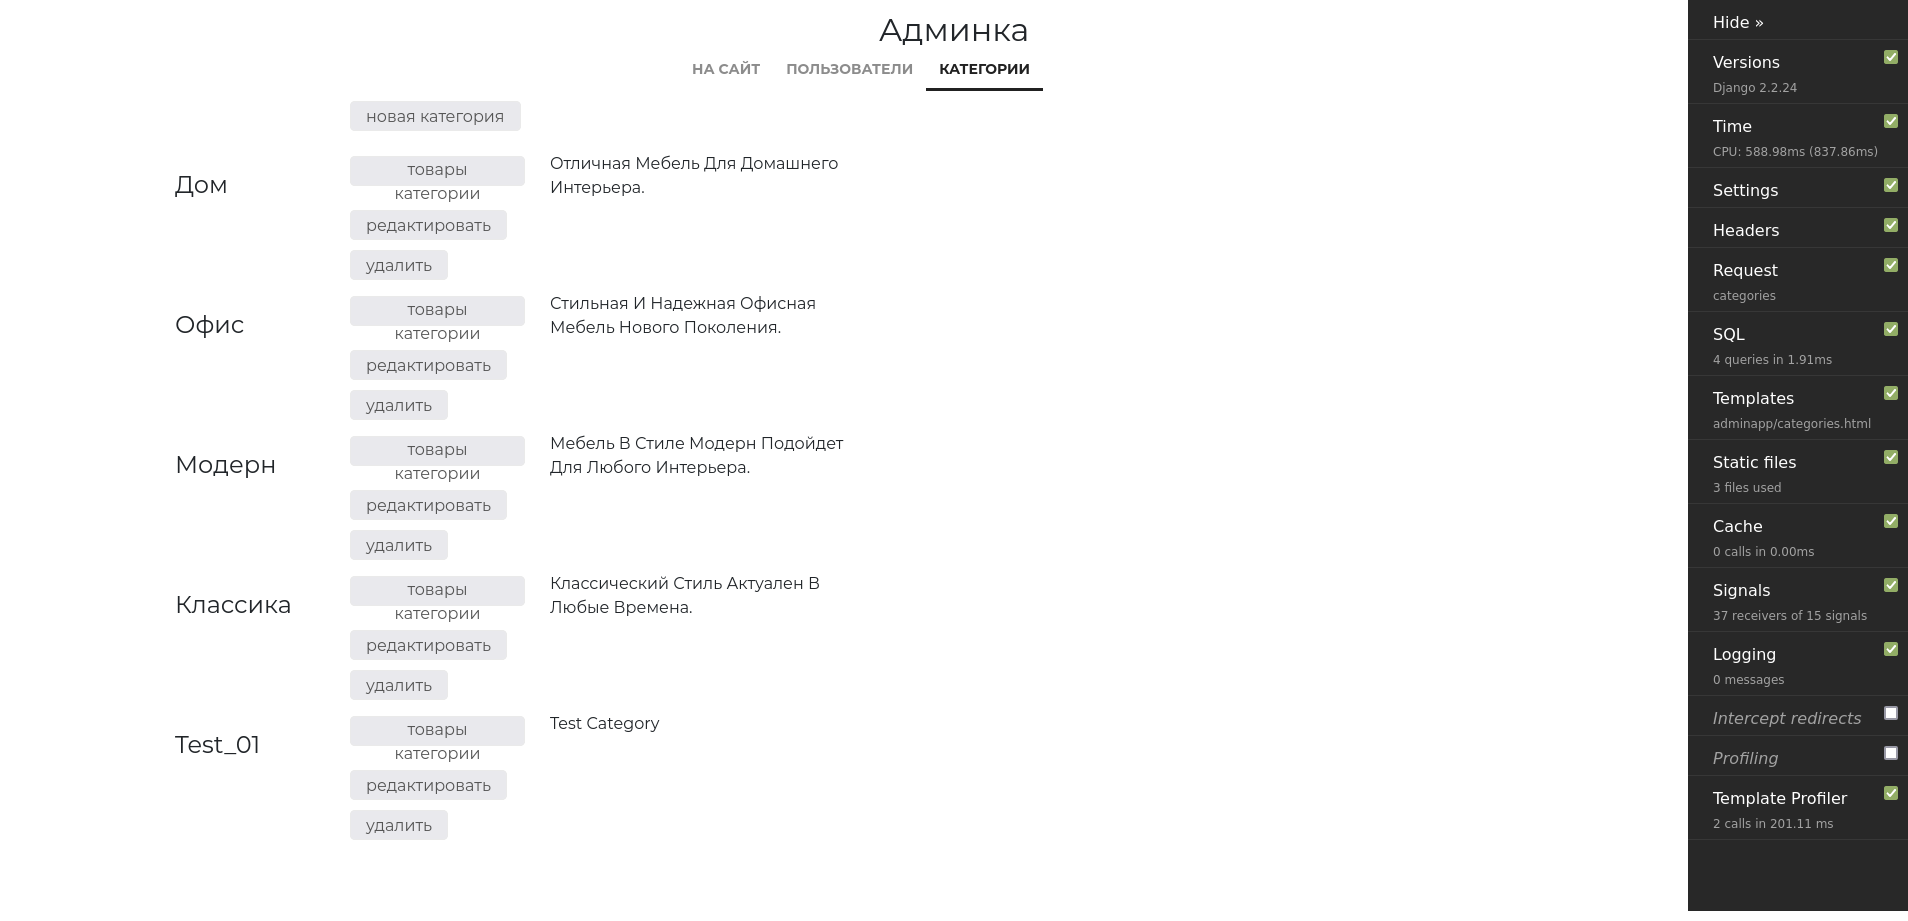 Админка
НА САЙТ ПОЛЬЗОВАТЕЛИ КАТЕГОРИИ
новая категория
Дом
товары
категории
редактировать
удалить
Отличная Мебель Для Домашнего
Интерьера.
Офис
товары
категории
редактировать
удалить
Стильная И Надежная Офисная
Мебель Нового Поколения.
Модерн
товары
категории
редактировать
удалить
Мебель В Стиле Модерн Подойдет
Для Любого Интерьера.
Классика
товары
категории
редактировать
удалить
Классический Стиль Актуален В
Любые Времена.
Test_01
товары
категории
редактировать
удалить
Test Category
Hide »
Versions
Django 2.2.24
Time
CPU: 588.98ms (837.86ms)
Settings
Headers
Request
categories
SQL
4 queries in 1.91ms
Templates
adminapp/categories.html
Static files
3 files used
Cache
0 calls in 0.00ms
Signals
37 receivers of 15 signals
Logging
0 messages
Intercept redirects
Profiling
Template Profiler
2 calls in 201.11 ms